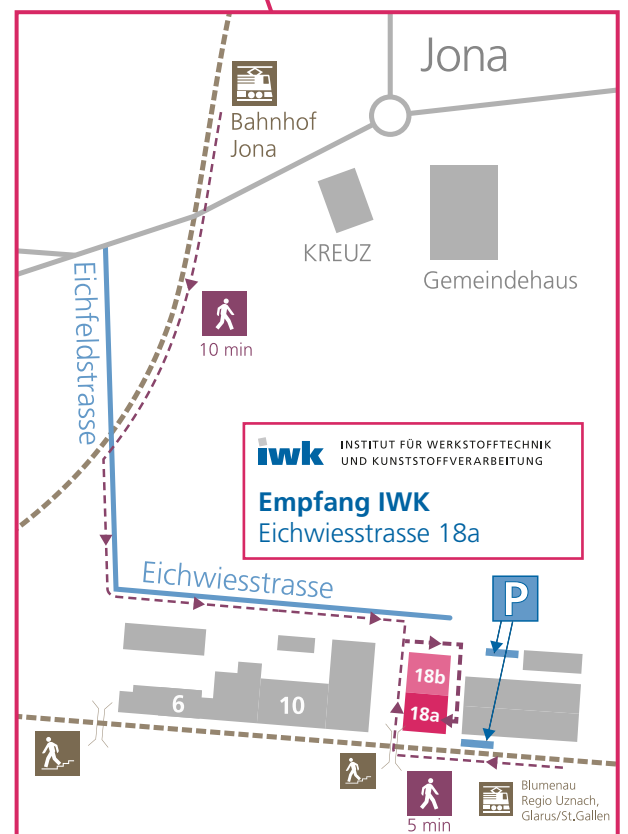 Jona
Bahnhof
Jona
KREUZ
Gemeindehaus
Eichfeldstrasse
10 min
iwk INSTITUT FÜR WERKSTOFFTECHNIK
UND KUNSTSTOFFVERARBEITUNG
Empfang IWK
Eichwiesstrasse 18a
Eichwiesstrasse
P
18b
6
10
18a
Blumenau
Regio Uznach,
Glarus/St.Gallen
5 min